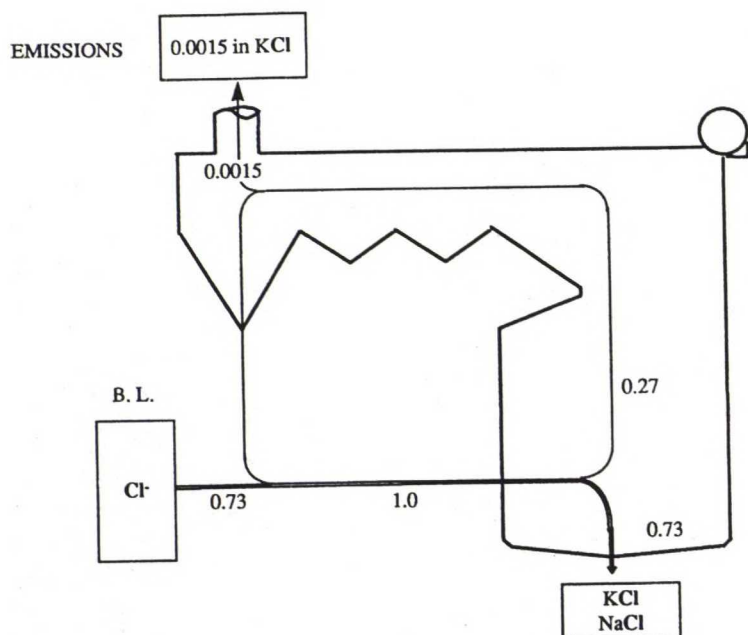 EMISSIONS
0.0015 in KCl
0.0015
0.27
B. L.
Cl-
0.73
1.0
0.73
KCl
NaCl